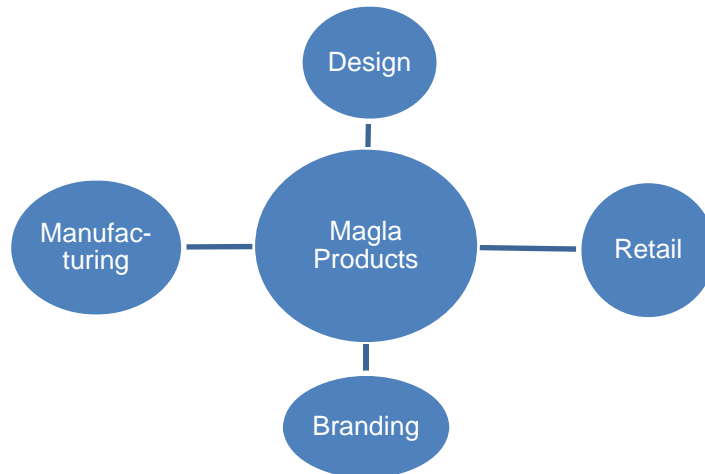 Design
Manufac-
turing
Magla
Products
Retail
Branding